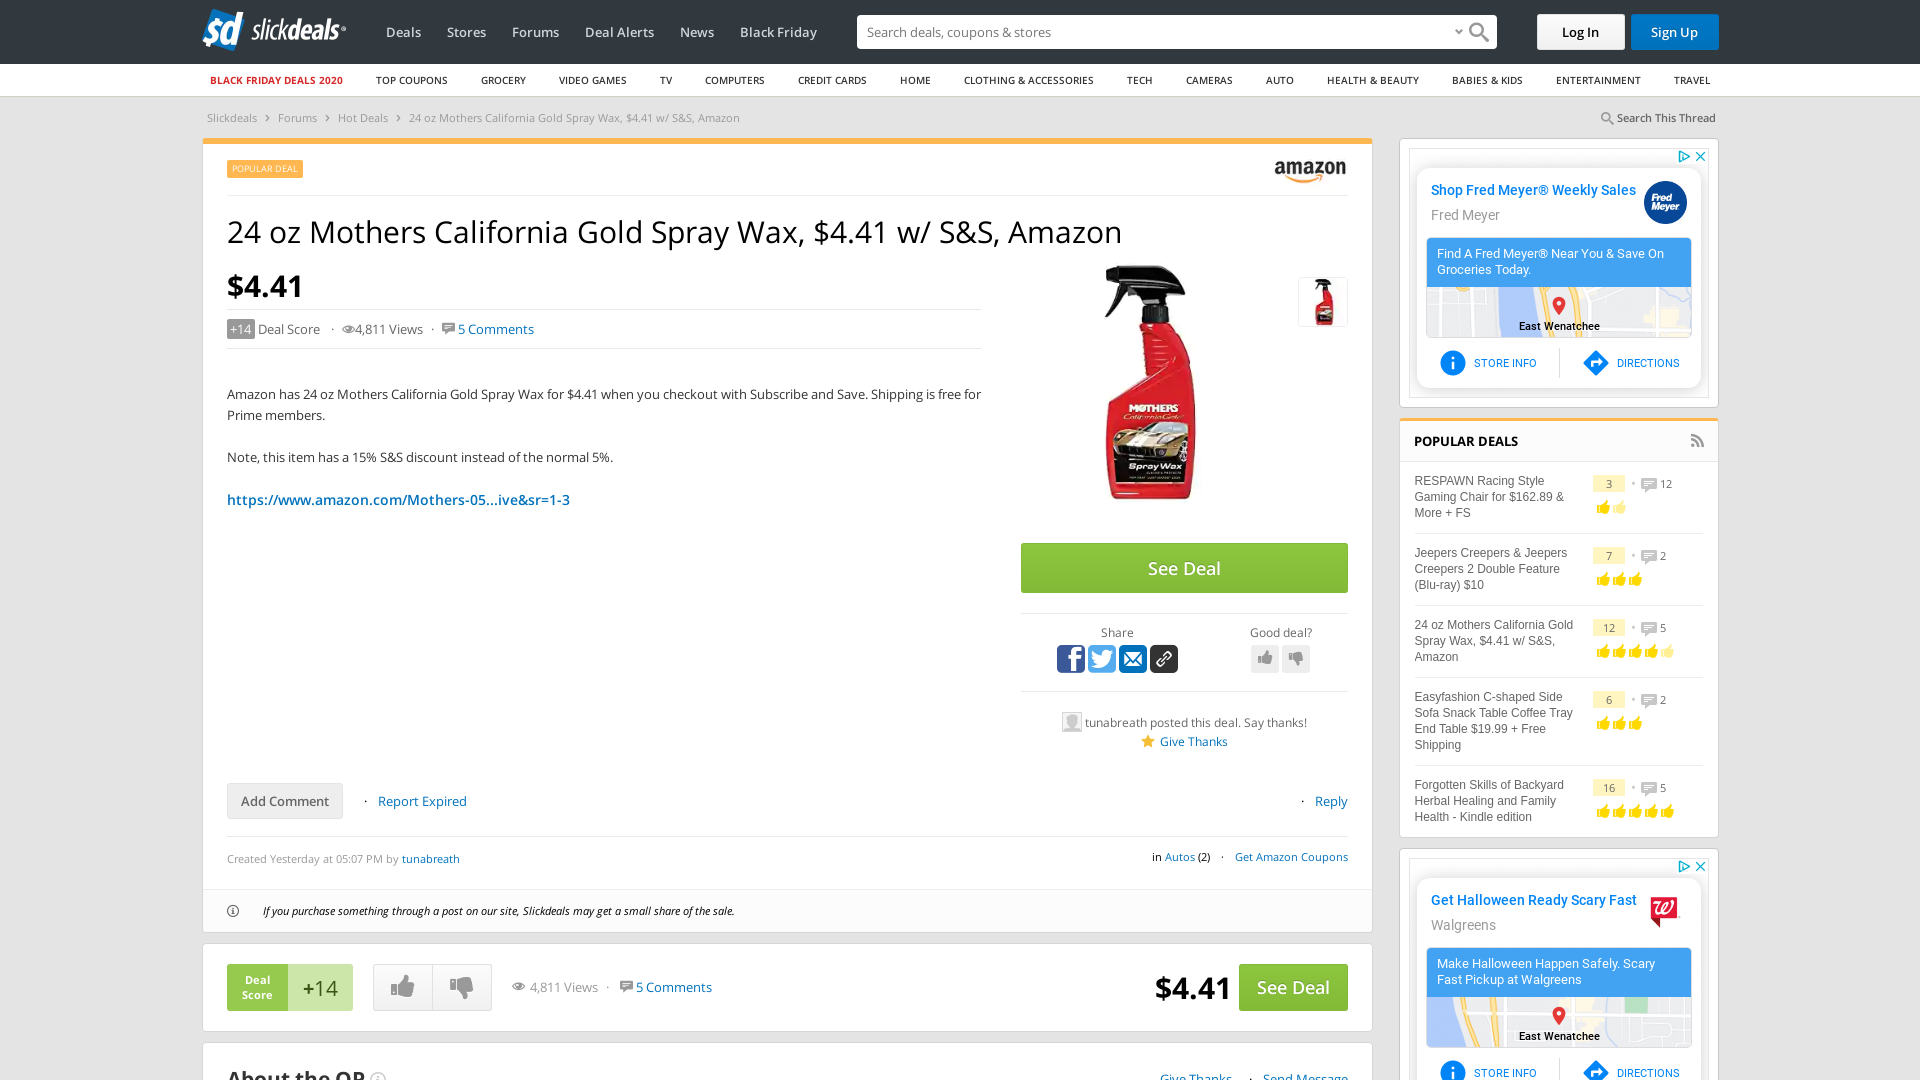 sd slickdeals
Deals Stores Forums Deal Alerts News Black Friday
Search deals, coupons & shocks
Log In Sign Up
BLACK FRIDAY DEALS 2020 TOP COUPONS GROCERY VIDEO GAMES TV COMPUTERS CREDIT CARDS HOME CLOTHING & ACCESSORIES TECH CAMERAS AUTO HEALTH & BEAUTY BABIES & KIDS ENTERTAINMENT TRAVEL
Slickdeals > Forums > Hot Deals > 24 oz Mothers California Gold Spray Wax, $4.41 w/ S&S, Amazon
Search This Thread
POPULAR DEAL
amazon
24 oz Mothers California Gold Spray Wax, $4.41 w/ S&S, Amazon
$4.41
+14 Deal Score · 4,811 Views · 5 Comments
Amazon has 24 oz Mothers California Gold Spray Wax for $4.41 when you checkout with Subscribe and Save. Shipping is free for
Prime members.
Note, this item has a 15% S&S discount instead of the normal 5%.
https://www.amazon.com/Mothers-05...ive&sr=1-3
MOTHERS
California Gold
Spray Wax
See Deal
Share
Good deal?
tunabreath posted this deal. Say thanks!
Give Thanks
Add Comment · Report Expired
· Reply
Created Yesterday at 05:07 PM by tunabreath
in Autos (2) · Get Amazon Coupons
If you purchase something through a post on our site, Slickdeals may get a small share of the sale.
Deal
Score
+14
4,811 Views · 5 Comments
$4.41
See Deal
About the OP
Give Thanks · Send Message
Shop Fred Meyer® Weekly Sales
Fred Meyer
Fred
Meyer
Find A Fred Meyer® Near You & Save On
Groceries Today.
East Wenatchee
STORE INFO
DIRECTIONS
POPULAR DEALS
RESPAWN Racing Style
Gaming Chair for $162.89 &
More + FS
3 • 12
Jeepers Creepers & Jeepers
Creepers 2 Double Feature
(Blu-ray) $10
7 • 2
24 oz Mothers California Gold
Spray Wax, $4.41 w/ S&S,
Amazon
12 • 5
Easyfashion C-shaped Side
Sofa Snack Table Coffee Tray
End Table $19.99 + Free
Shipping
6 • 2
Forgotten Skills of Backyard
Herbal Healing and Family
Health - Kindle edition
16 • 5
Get Halloween Ready Scary Fast
Walgreens
W
Make Halloween Happen Safely. Scary
Fast Pickup at Walgreens
East Wenatchee
STORE INFO
DIRECTIONS